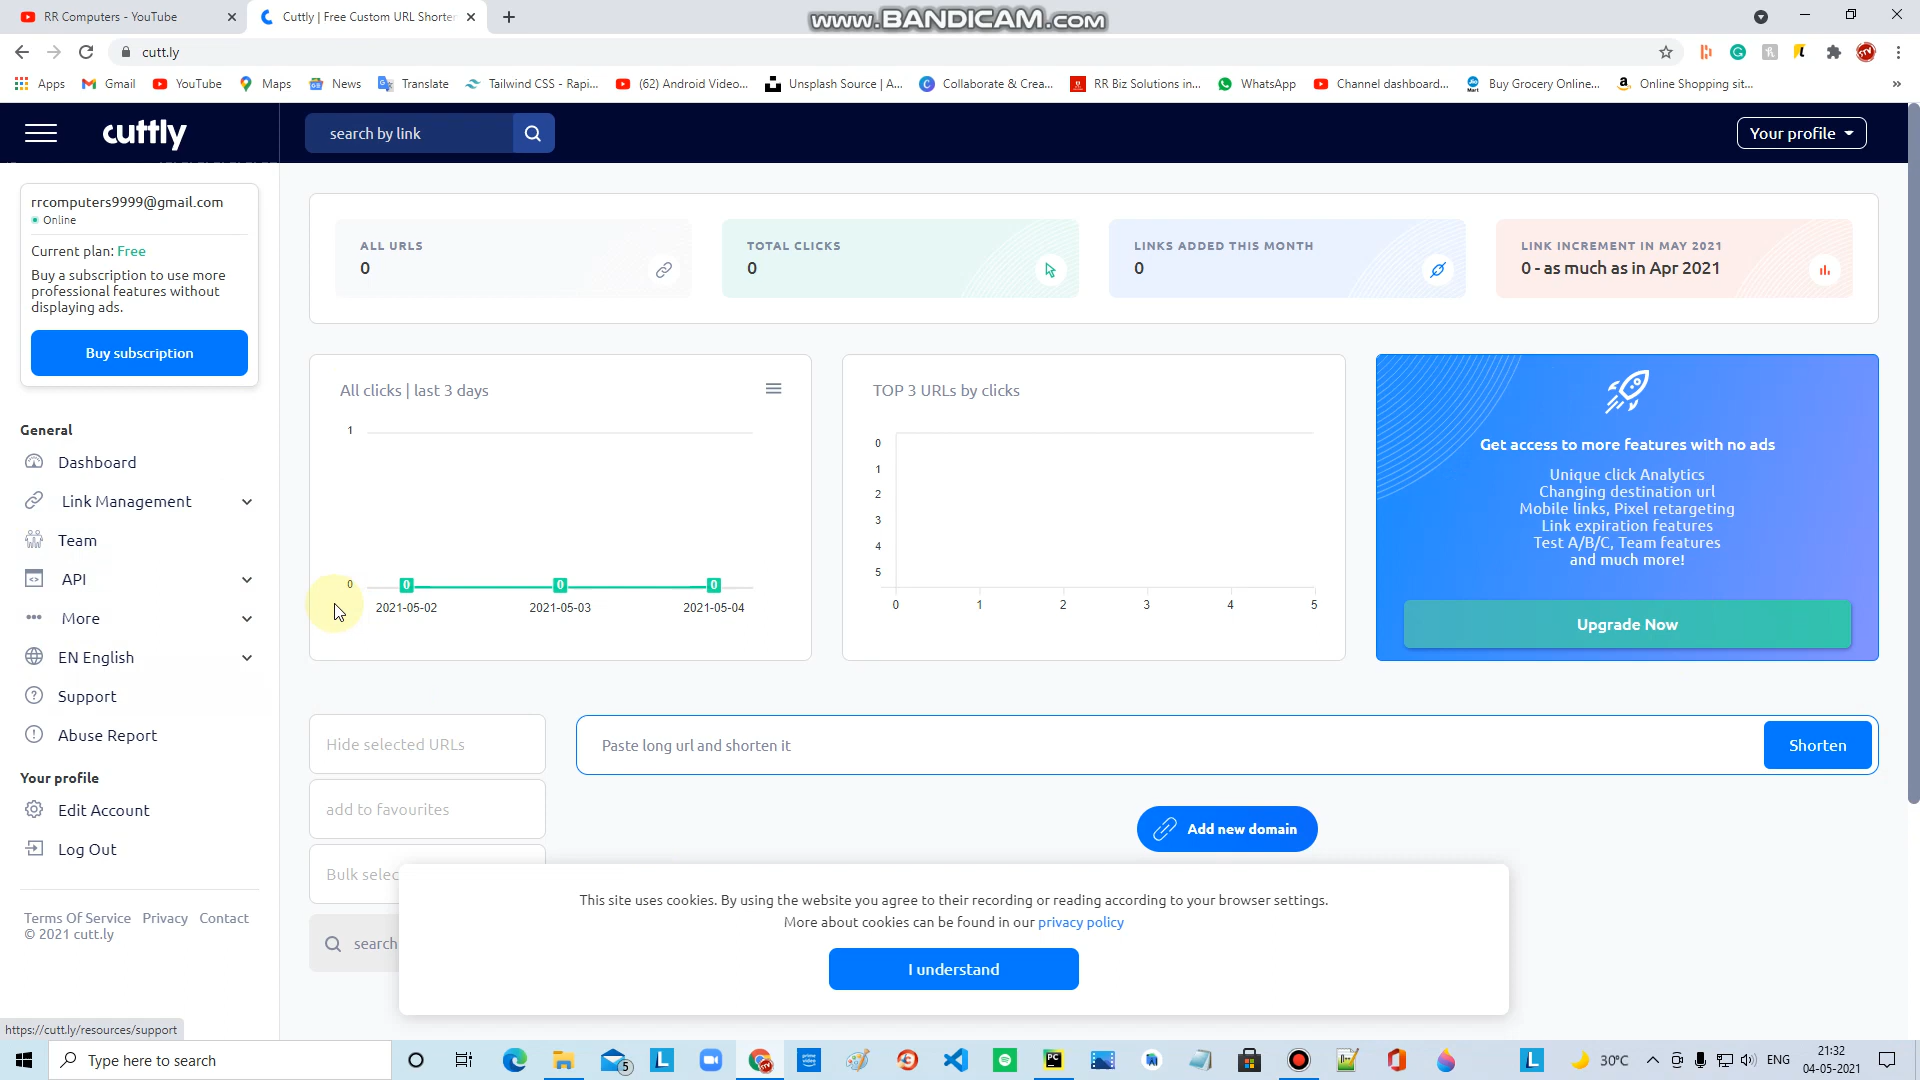 RR Computers - YouTube
Cuttly | Free Custom URL Shorten
www.BANDICAM.com
cutt.ly
Apps
Gmail
YouTube
Maps
News
Translate
Tailwind CSS - Rapi...
(62) Android Video...
Unsplash Source | A...
Collaborate & Crea...
RR Biz Solutions in...
WhatsApp
Channel dashboard...
Buy Grocery Online...
Online Shopping sit...
»
cuttly
search by link
Your profile
rrcomputers9999@gmail.com
Online
Current plan: Free
Buy a subscription to use more
professional features without
displaying ads.
Buy subscription
General
Dashboard
Link Management
Team
API
More
EN English
Support
Abuse Report
Your profile
Edit Account
Log Out
Terms Of Service Privacy Contact
© 2021 cutt.ly
ALL URLS
0
TOTAL CLICKS
0
LINKS ADDED THIS MONTH
0
LINK INCREMENT IN MAY 2021
0 - as much as in Apr 2021
All clicks | last 3 days
1
0
0 0 0
2021-05-02 2021-05-03 2021-05-04
TOP 3 URLs by clicks
0
1
2
3
4
5
0 1 2 3 4 5
Get access to more features with no ads
Unique click Analytics
Changing destination url
Mobile links, Pixel retargeting
Link expiration features
Test A/B/C, Team features
and much more!
Upgrade Now
Hide selected URLs
add to favourites
Bulk selec
search
Paste long url and shorten it
Shorten
Add new domain
This site uses cookies. By using the website you agree to their recording or reading according to your browser settings.
More about cookies can be found in our privacy policy
I understand
https://cutt.ly/resources/support
Type here to search
5
30°C
ENG
21:32
04-05-2021